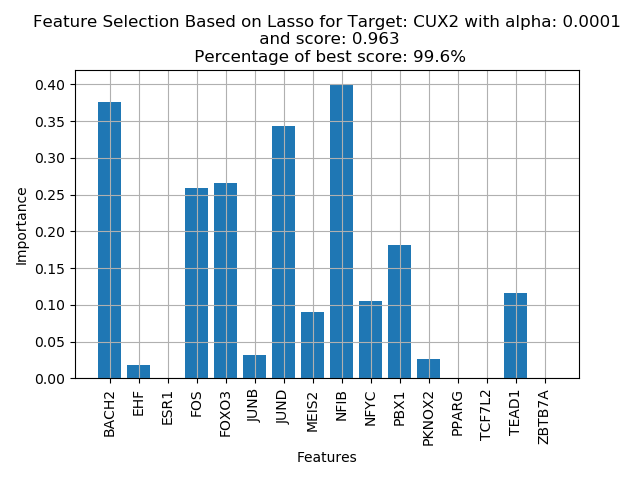 Feature Selection Based on Lasso for Target: CUX2 with alpha: 0.0001
and score: 0.963
Percentage of best score: 99.6%
0.40
0.35
0.30
0.25
0.20
0.15
0.10
0.05
0.00
Importance
BACH2
EHF
ESR1
FOS
FOXO3
JUNB
JUND
MEIS2
NFIB
NFYC
PBX1
PKNOX2
PPARG
TCF7L2
TEAD1
ZBTB7A
Features